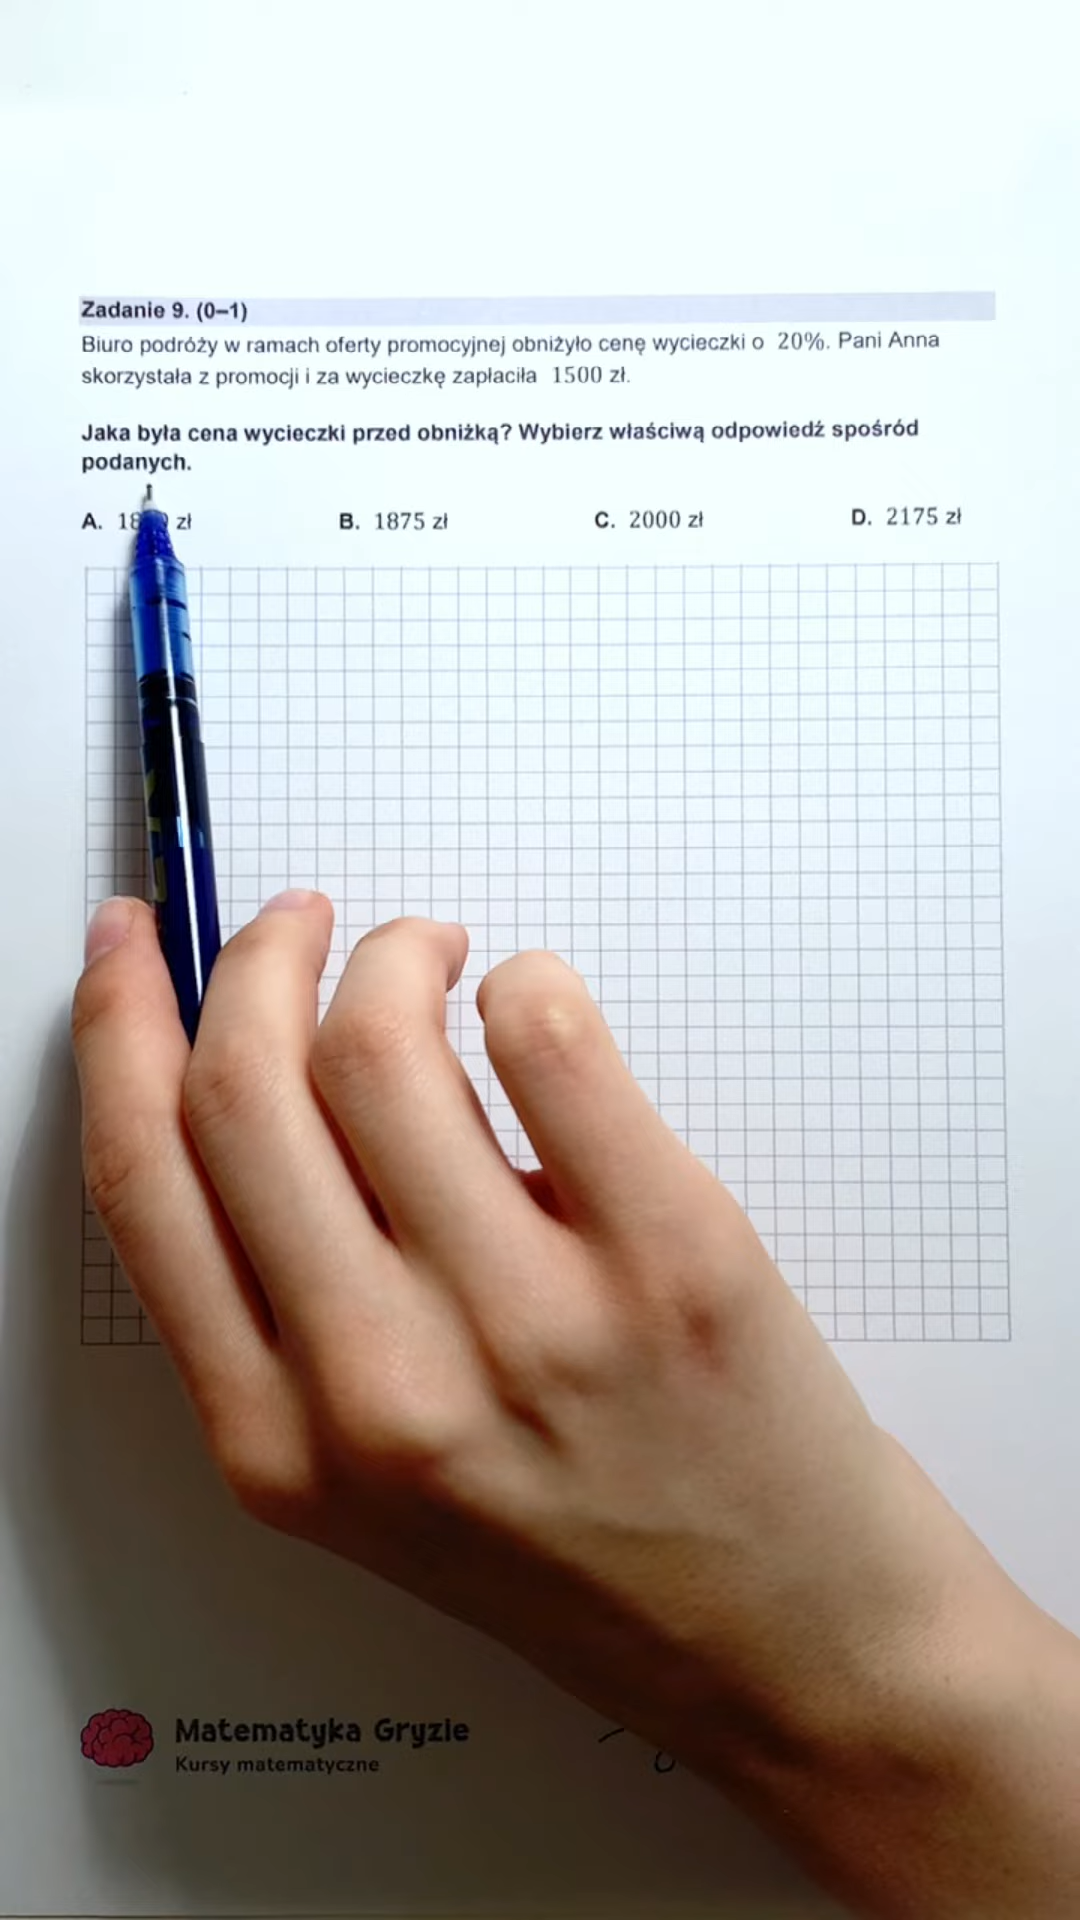 Zadanie 9. (0–1)
Biuro podróży w ramach oferty promocyjnej obniżyło cenę wycieczki o 20%. Pani Anna
skorzystała z promocji i za wycieczkę zapłaciła 1500 zł.
Jaka była cena wycieczki przed obniżką? Wybierz właściwą odpowiedź spośród
podanych.
A. zł B. 1875 zł C. 2000 zł D. 2175 zł
Matematyka Gryzie
Kursy matematyczne